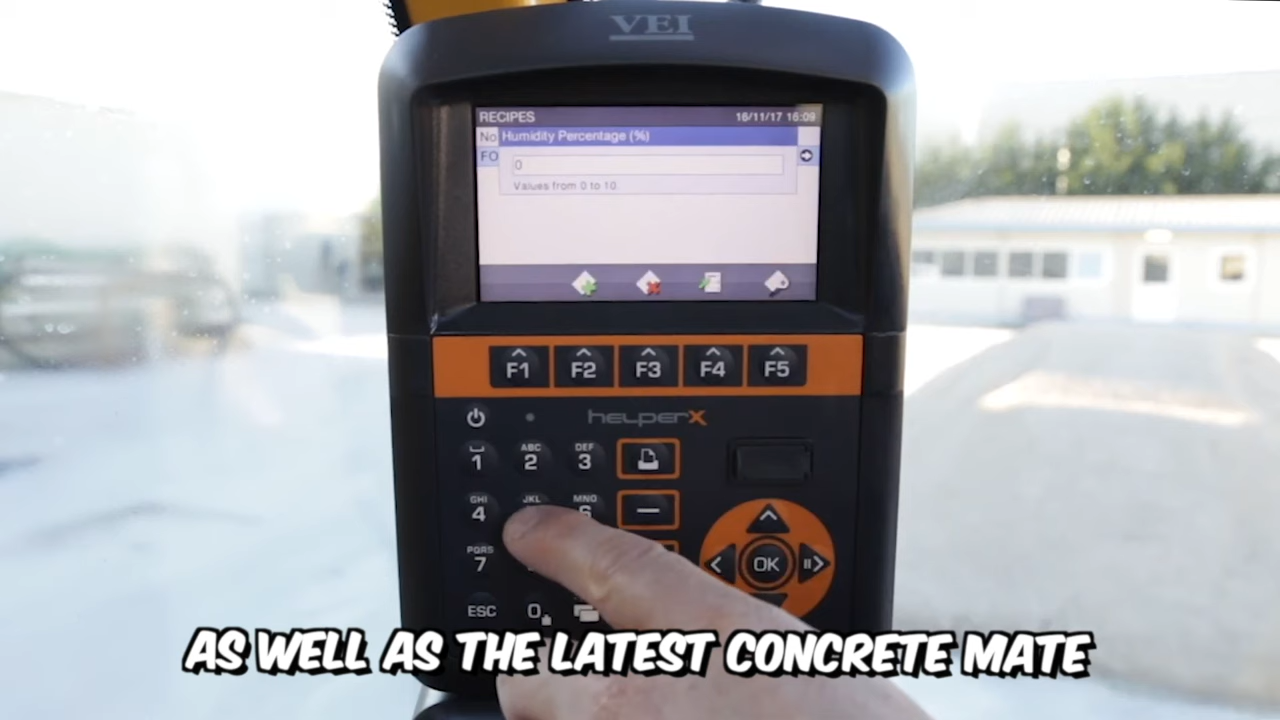 VEI
RECIPES 16/11/17 16:09
No Humidity Percentage (%)
FO
0
Values from 0 to 10
F1 F2 F3 F4 F5
helperX
1 ABC 2 DEF 3
GHI 4 JKL MNO 6
PQRS 7
OK
ESC 0
AS WELL AS THE LATEST CONCRETE MATE